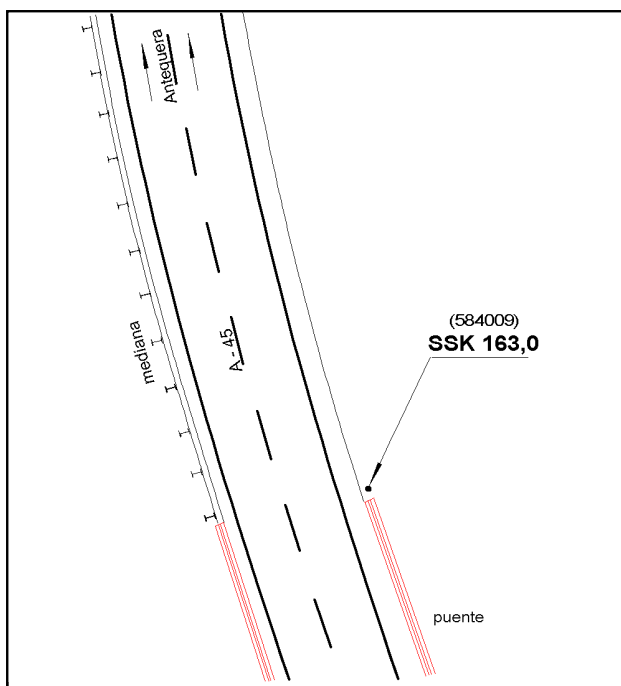 Antequera
(584009)
SSK 163,0
mediana
A - 45
puente